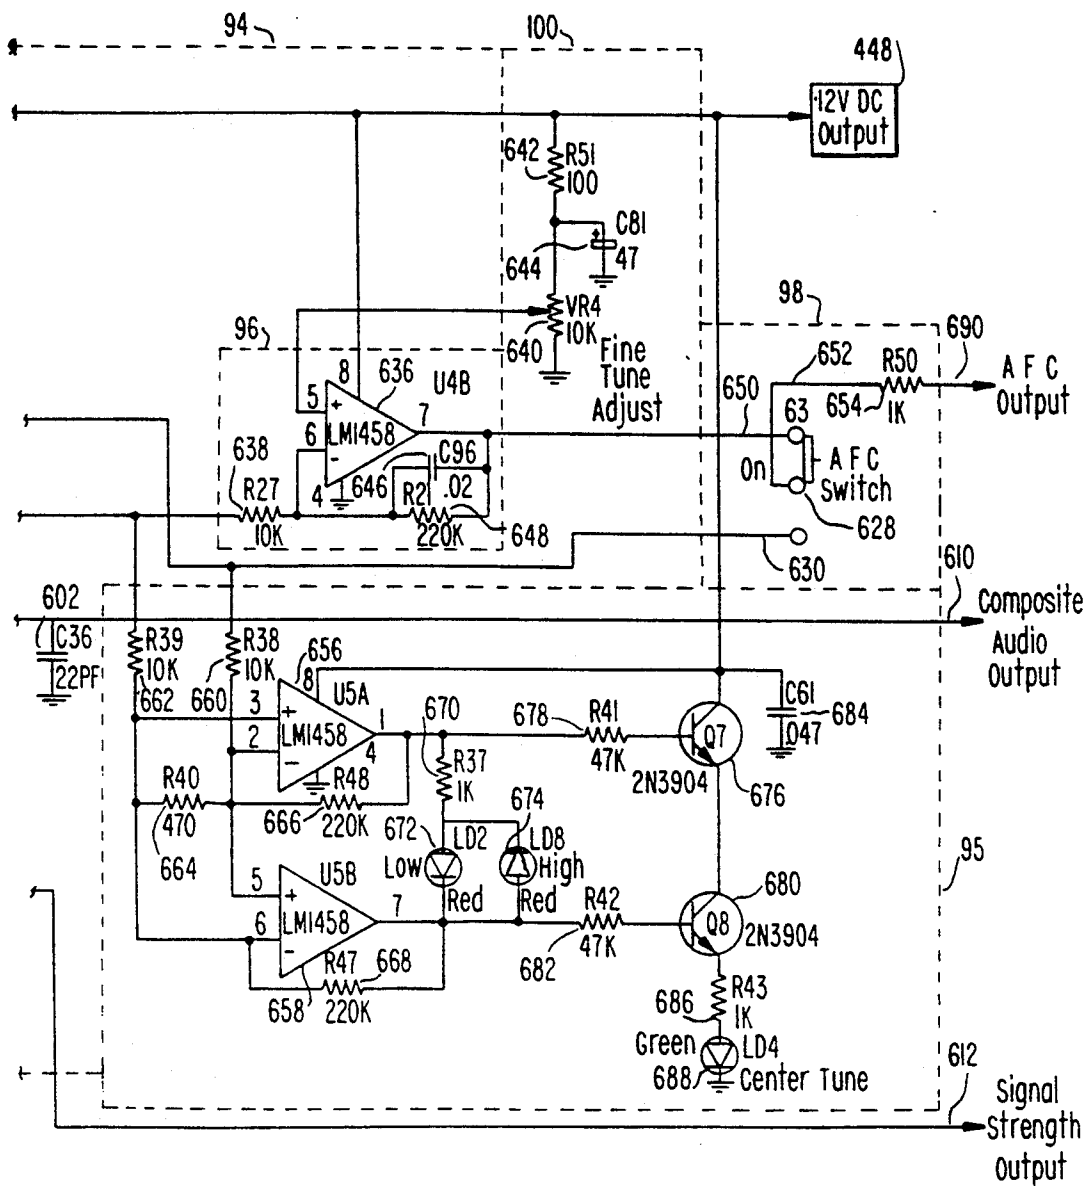 94
100
448
12V DC
Output
642
R51
100
C81
47
644
VR4
10K
640
Fine
Tune
Adjust
96
98
690
652
R50
654
1K
A F C
Output
8
636
U4B
5
+
7
6
LM1458
-
4
650
63
On
A F C
Switch
628
638
R27
10K
646
C96
.02
R2
220K
648
630
610
Composite
Audio
Output
602
C36
22PF
R39
10K
662
R38
10K
660
656
8
U5A
3
+
1
2
LM1458
-
4
670
678
R41
47K
Q7
2N3904
676
C61
684
.047
R37
1K
R40
470
664
R48
666
220K
672
LD2
Low
Red
674
LD8
High
Red
95
U5B
5
+
7
6
LM1458
-
R47
668
220K
658
R42
47K
682
680
Q8
2N3904
R43
686
1K
Green
LD4
688
Center Tune
612
Signal
Strength
Output